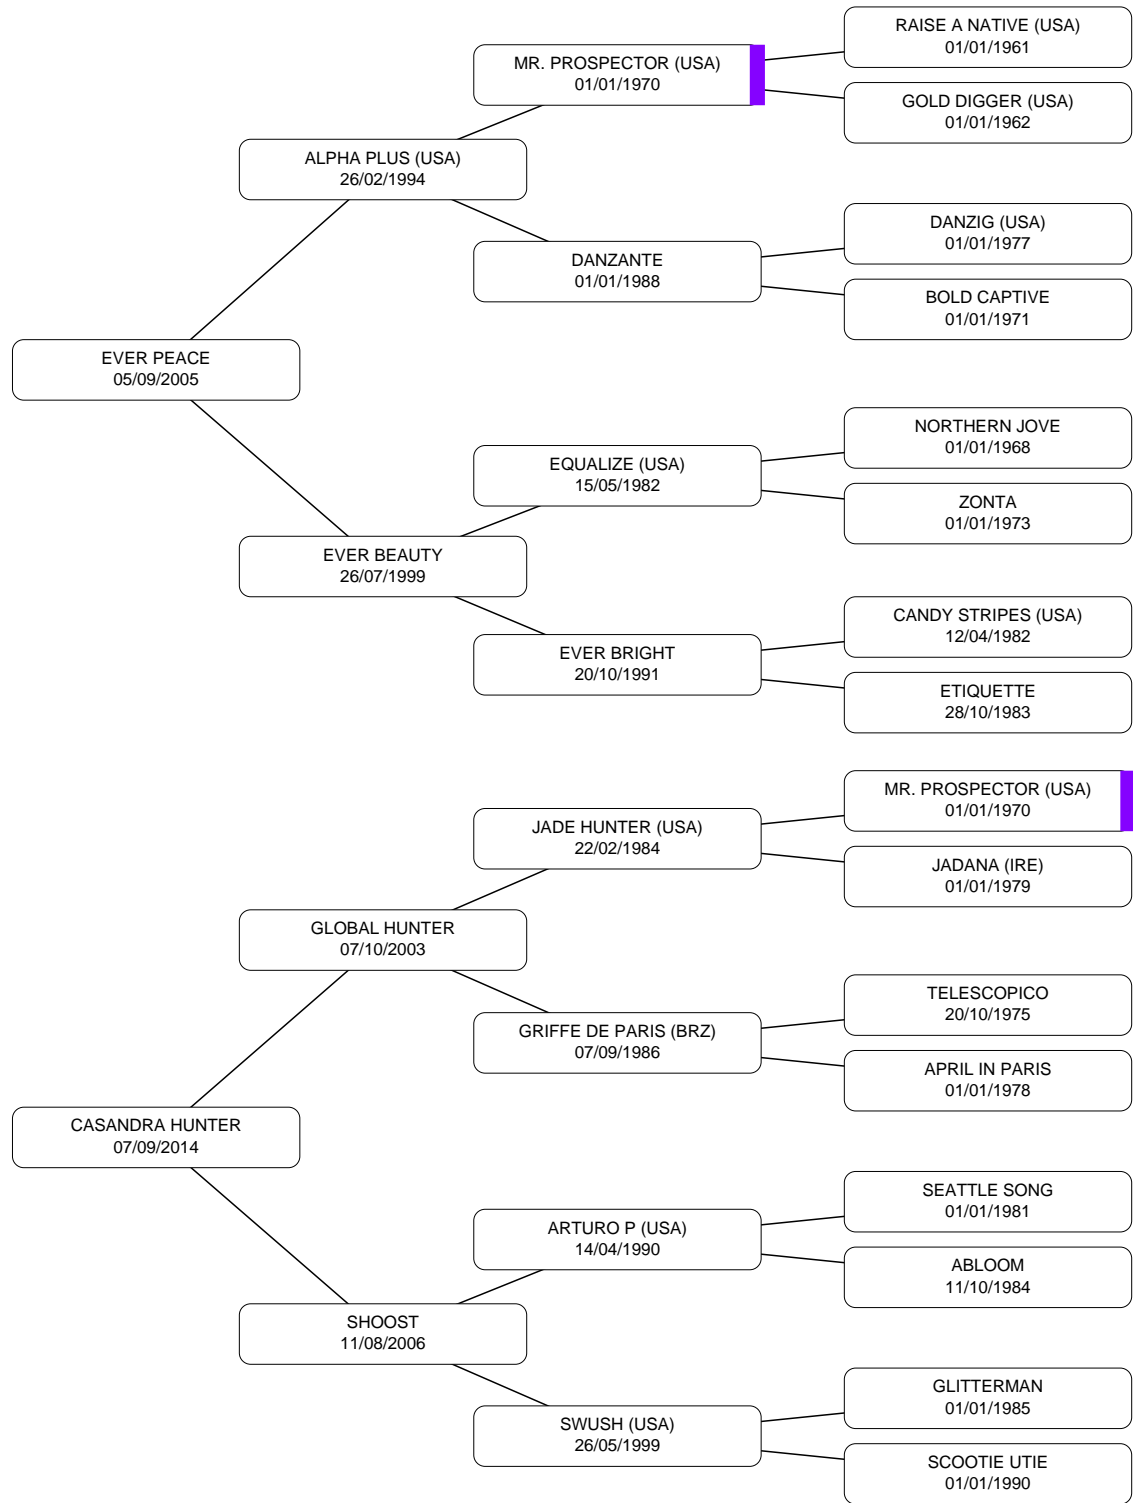 RAISE A NATIVE (USA)
01/01/1961
MR. PROSPECTOR (USA)
01/01/1970
GOLD DIGGER (USA)
01/01/1962
ALPHA PLUS (USA)
26/02/1994
DANZIG (USA)
01/01/1977
DANZANTE
01/01/1988
BOLD CAPTIVE
01/01/1971
EVER PEACE
05/09/2005
NORTHERN JOVE
01/01/1968
EQUALIZE (USA)
15/05/1982
ZONTA
01/01/1973
EVER BEAUTY
26/07/1999
CANDY STRIPES (USA)
12/04/1982
EVER BRIGHT
20/10/1991
ETIQUETTE
28/10/1983
MR. PROSPECTOR (USA)
01/01/1970
JADE HUNTER (USA)
22/02/1984
JADANA (IRE)
01/01/1979
GLOBAL HUNTER
07/10/2003
TELESCOPICO
20/10/1975
GRIFFE DE PARIS (BRZ)
07/09/1986
APRIL IN PARIS
01/01/1978
CASANDRA HUNTER
07/09/2014
SEATTLE SONG
01/01/1981
ARTURO P (USA)
14/04/1990
ABLOOM
11/10/1984
SHOOST
11/08/2006
GLITTERMAN
01/01/1985
SWUSH (USA)
26/05/1999
SCOOTIE UTIE
01/01/1990